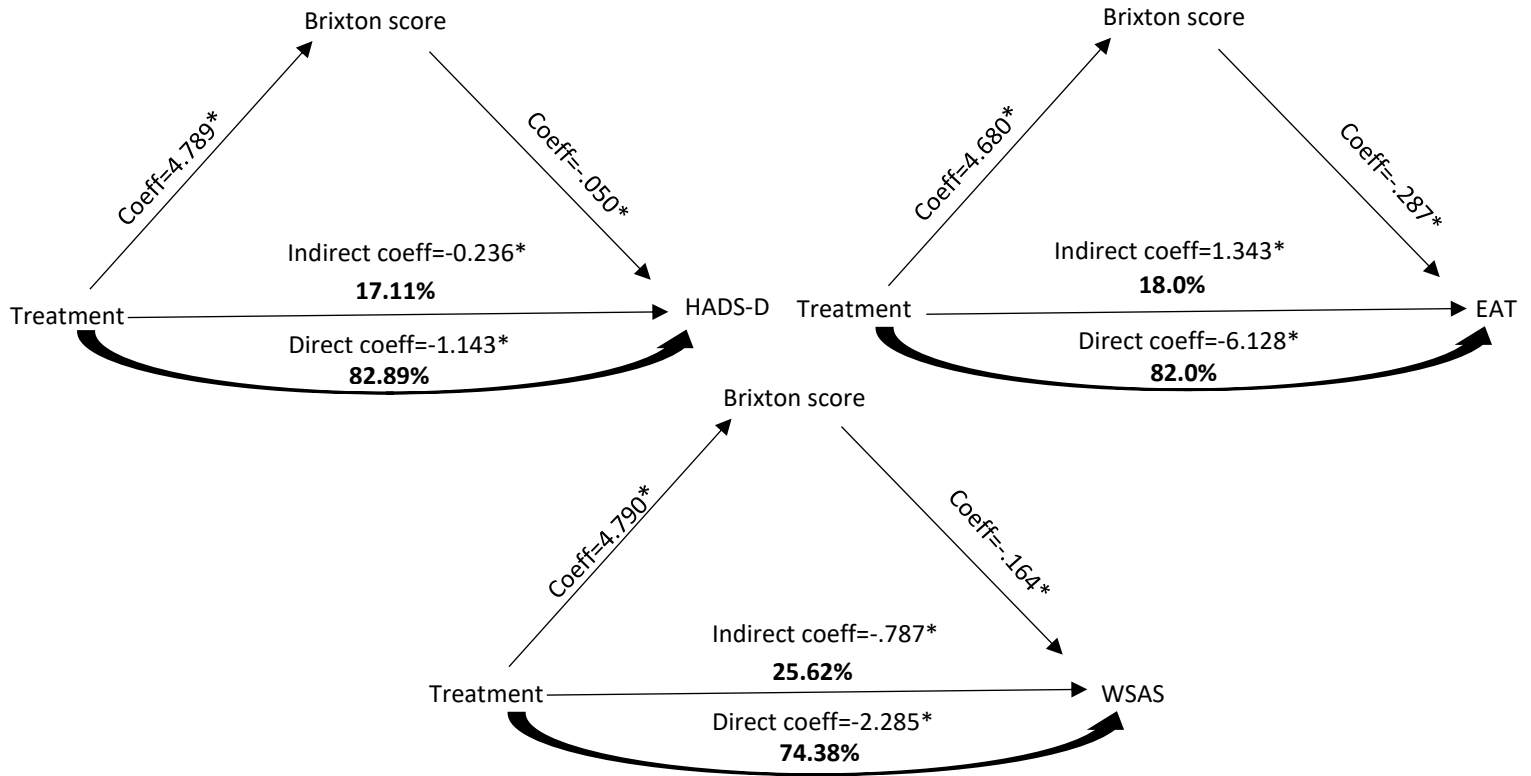 Brixton score
Coeff=4.789*
Coeff=-.050*
Indirect coeff=-0.236*
17.11%
Treatment
HADS-D
Direct coeff=-1.143*
82.89%
Brixton score
Coeff=4.680*
Coeff=-.287*
Indirect coeff=1.343*
18.0%
Treatment
EAT
Direct coeff=-6.128*
82.0%
Brixton score
Coeff=4.790*
Coeff=-.164*
Indirect coeff=-.787*
25.62%
Treatment
WSAS
Direct coeff=-2.285*
74.38%